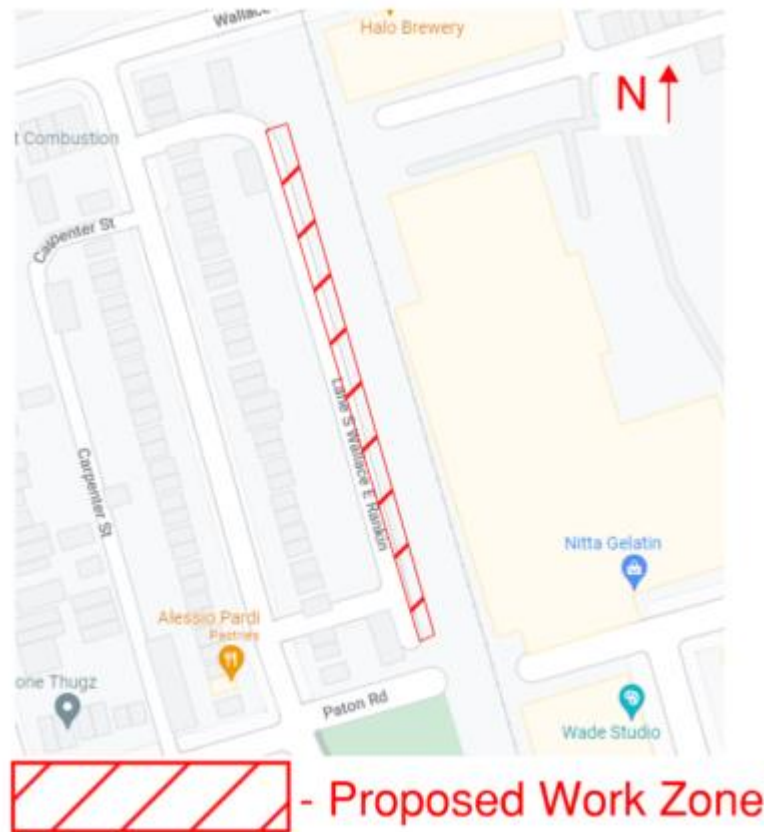 Wallace
Halo Brewery
N
t Combustion
Carpenter St
Lane S Wallace E Rankin
Carpenter St
Nitta Gelatin
Alessio Pardi
Pastries
one Thugz
Paton Rd
Wade Studio
- Proposed Work Zone